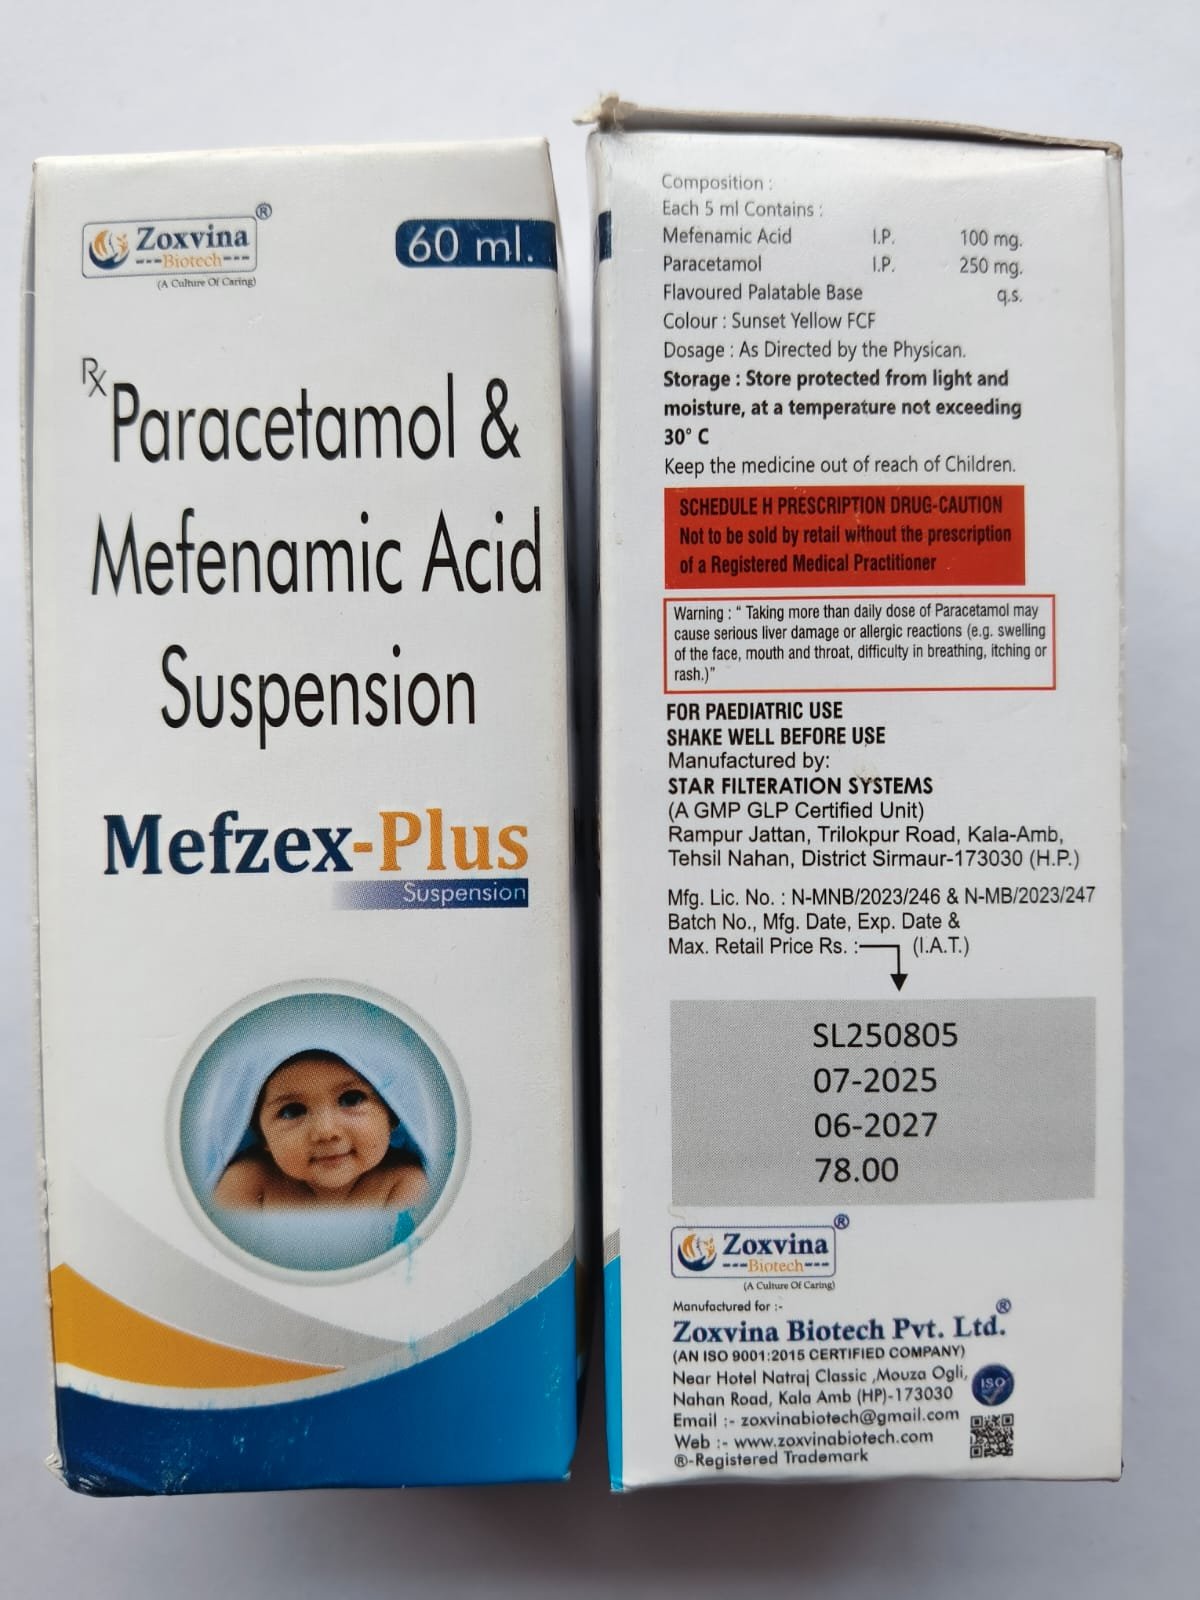 Zoxvina ®
Biotech
(A Culture Of Caring)
60 ml.
Rx
Paracetamol &
Mefenamic Acid
Suspension
Mefzex-Plus
Suspension
Composition :
Each 5 ml Contains :
Mefenamic Acid I.P. 100 mg.
Paracetamol I.P. 250 mg.
Flavoured Palatable Base q.s.
Colour : Sunset Yellow FCF
Dosage : As Directed by the Physican.
Storage : Store protected from light and
moisture, at a temperature not exceeding
30° C
Keep the medicine out of reach of Children.
SCHEDULE H PRESCRIPTION DRUG-CAUTION
Not to be sold by retail without the prescription
of a Registered Medical Practitioner
Warning : “ Taking more than daily dose of Paracetamol may
cause serious liver damage or allergic reactions (e.g. swelling
of the face, mouth and throat, difficulty in breathing, itching or
rash.)”
FOR PAEDIATRIC USE
SHAKE WELL BEFORE USE
Manufactured by:
STAR FILTERATION SYSTEMS
(A GMP GLP Certified Unit)
Rampur Jattan, Trilokpur Road, Kala-Amb,
Tehsil Nahan, District Sirmaur-173030 (H.P.)
Mfg. Lic. No. : N-MNB/2023/246 & N-MB/2023/247
Batch No., Mfg. Date, Exp. Date &
Max. Retail Price Rs. : (I.A.T.)
SL250805
07-2025
06-2027
78.00
Zoxvina ®
Biotech
(A Culture Of Caring)
Manufactured for :-
Zoxvina Biotech Pvt. Ltd.®
(AN ISO 9001:2015 CERTIFIED COMPANY)
Near Hotel Natraj Classic ,Mouza Ogli,
Nahan Road, Kala Amb (HP)-173030
ISO
Email :- zoxvinabiotech@gmail.com
Web :- www.zoxvinabiotech.com
®-Registered Trademark